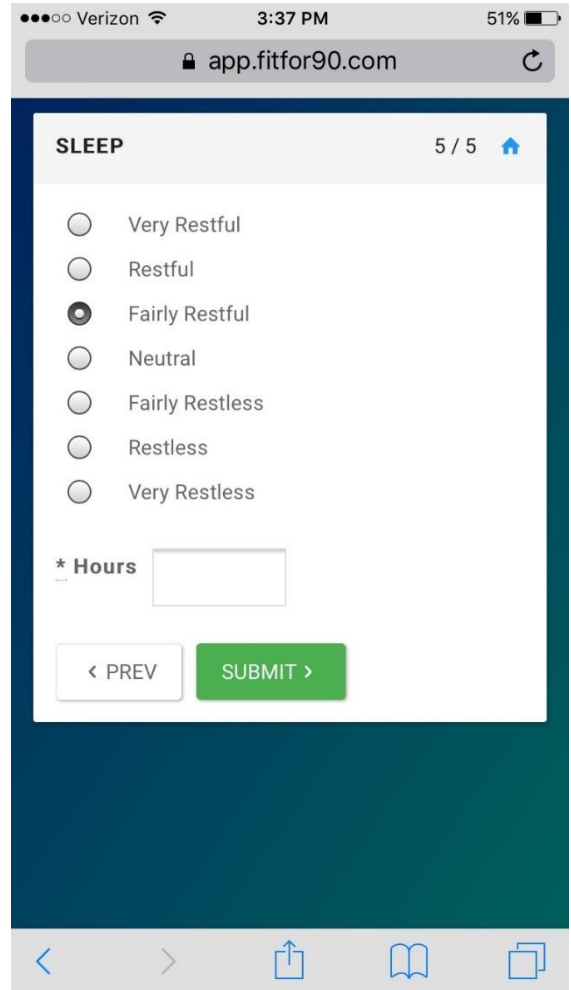 Verizon 3:37 PM 51%
app.fitfor90.com
SLEEP 5 / 5
Very Restful
Restful
Fairly Restful
Neutral
Fairly Restless
Restless
Very Restless
* Hours
< PREV SUBMIT >